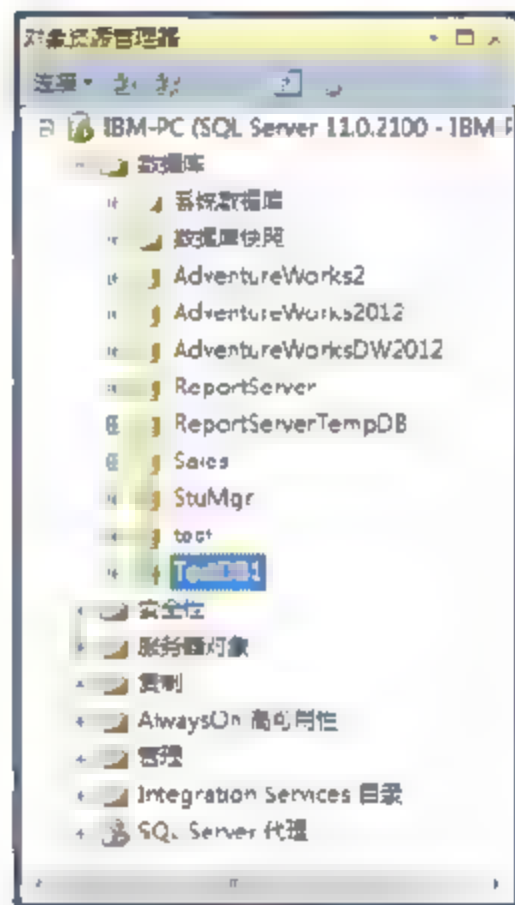 对象资源管理器
连接
IBM-PC (SQL Server 11.0.2100 - IBM-P
数据库
系统数据库
数据库快照
AdventureWorks2
AdventureWorks2012
AdventureWorksDW2012
ReportServer
ReportServerTempDB
Sales
StuMgr
test
TestDB1
安全性
服务器对象
复制
AlwaysOn 高可用性
管理
Integration Services 目录
SQL Server 代理